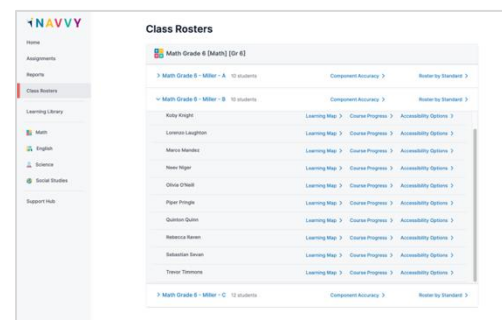 NAVVY
Home
Assignments
Reports
Class Rosters
Learning Library
Math
English
Science
Social Studies
Support Hub
Class Rosters
Math Grade 6 [Math] [Gr 6]
Math Grade 6 - Miller - A students Component Accuracy > Roster by Standard >
Math Grade 6 - Miller - B students Component Accuracy > Roster by Standard >
Koby Knight Learning Map > Course Progress > Accessibility Options >
Lorenzo Laughton Learning Map > Course Progress > Accessibility Options >
Marco Mendez Learning Map > Course Progress > Accessibility Options >
Neev Niger Learning Map > Course Progress > Accessibility Options >
Olivia O'Neill Learning Map > Course Progress > Accessibility Options >
Piper Pringle Learning Map > Course Progress > Accessibility Options >
Quinton Quinn Learning Map > Course Progress > Accessibility Options >
Rebecca Raven Learning Map > Course Progress > Accessibility Options >
Sebastian Learning Map > Course Progress > Accessibility Options >
Trevor Timmons Learning Map > Course Progress > Accessibility Options >
Math Grade 6 - Miller - C students Component Accuracy > Roster by Standard >